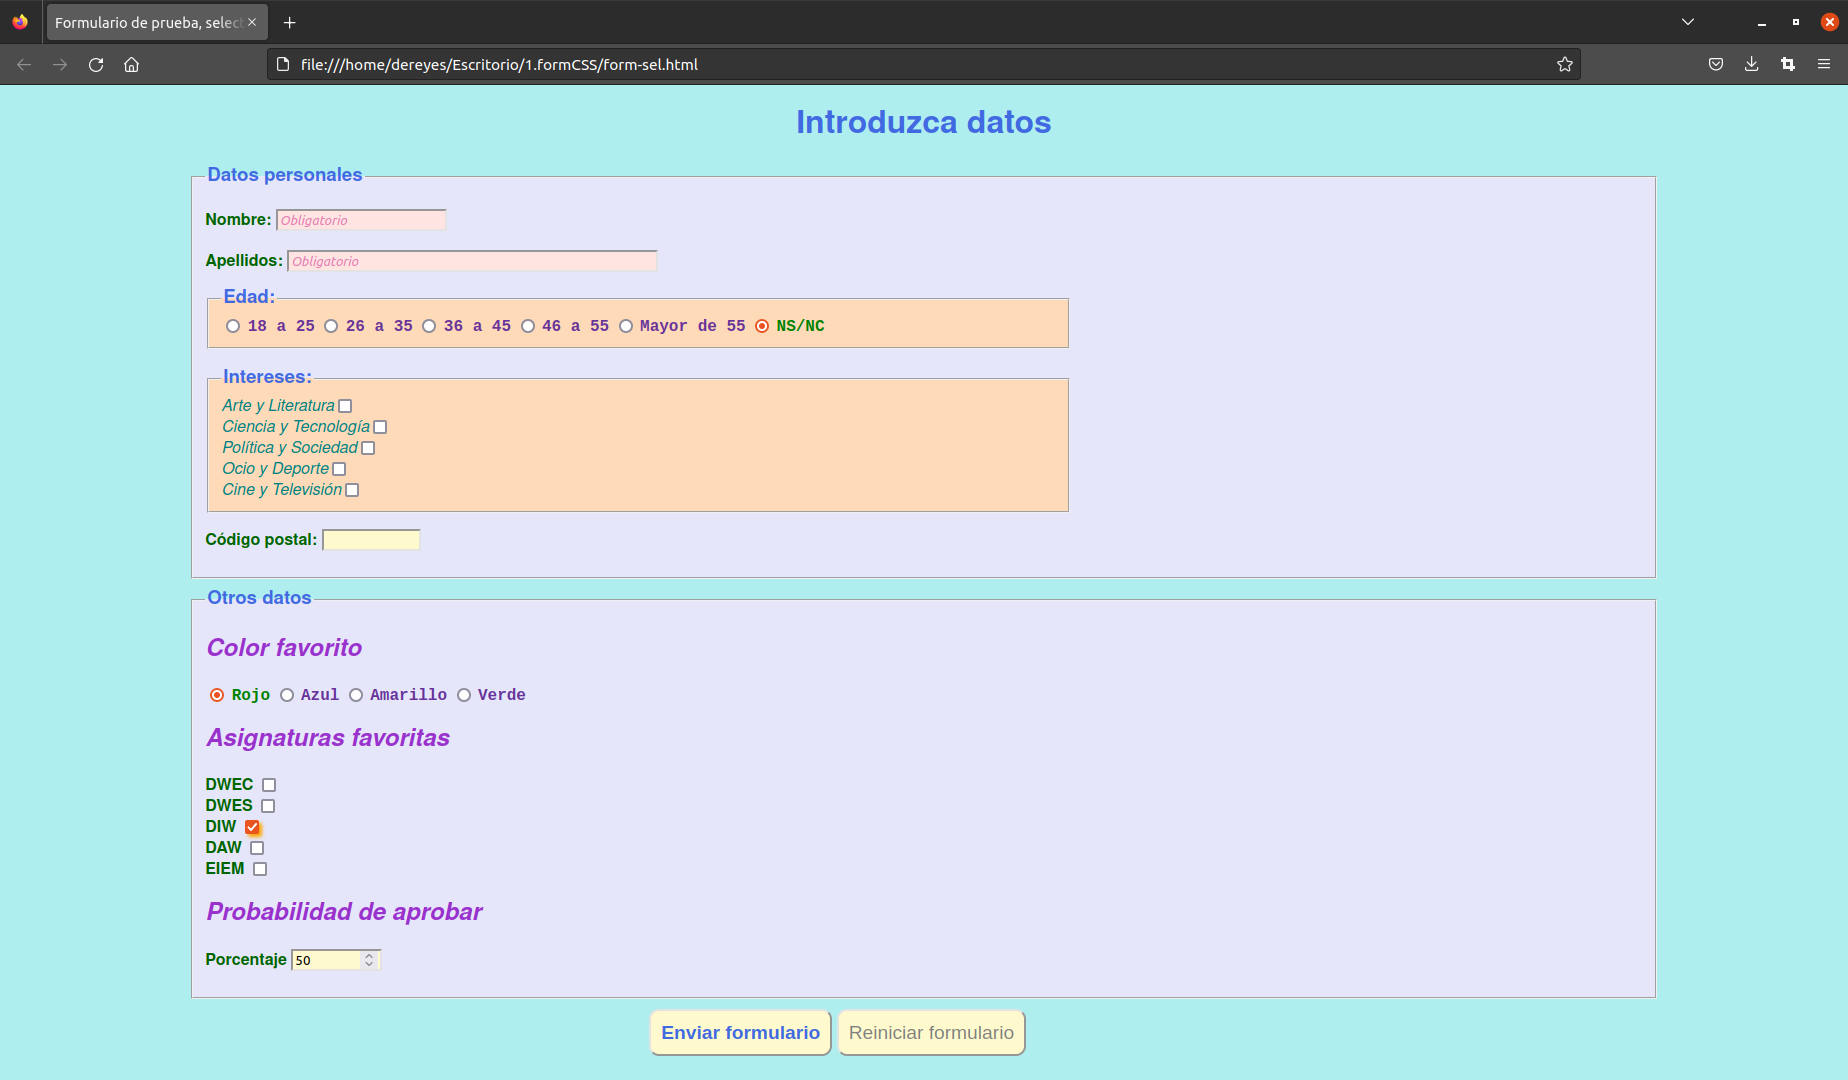 Formulario de prueba, select
file:///home/dereyes/Escritorio/1.formCSS/form-sel.html
Introduzca datos
Datos personales
Nombre: Obligatorio
Apellidos: Obligatorio
Edad:
18 a 25 26 a 35 36 a 45 46 a 55 Mayor de 55 NS/NC
Intereses:
Arte y Literatura
Ciencia y Tecnología
Política y Sociedad
Ocio y Deporte
Cine y Televisión
Código postal:
Otros datos
Color favorito
Rojo Azul Amarillo Verde
Asignaturas favoritas
DWEC
DWES
DIW
DAW
EIEM
Probabilidad de aprobar
Porcentaje 50
Enviar formulario Reiniciar formulario